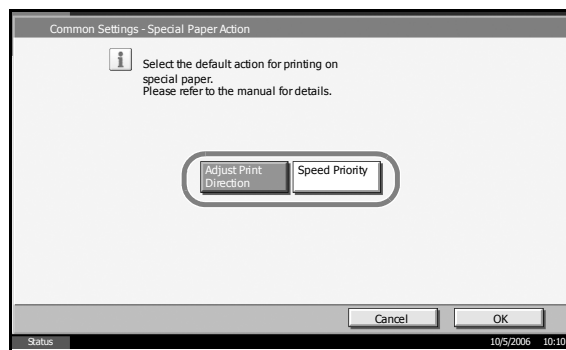 Common Settings - Special Paper Action
i
Select the default action for printing on
special paper.
Please refer to the manual for details.
Adjust Print
Direction
Speed Priority
Cancel
OK
Status
10/5/2006 10:10